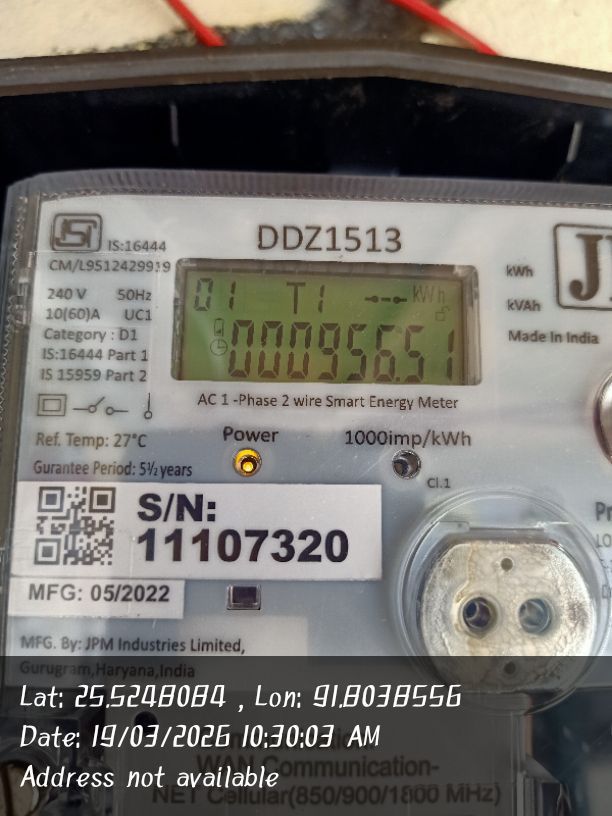 DDZ1513
IS:16444
CM/L9512429919
240 V 50Hz
10(60)A UC1
Category : D1
IS:16444 Part 1
IS 15959 Part 2
01 T1 kWh
000956.51
kWh
kVAh
Made In India
AC 1 -Phase 2 wire Smart Energy Meter
Ref. Temp: 27°C
Power
1000imp/kWh
Gurantee Period: 5½ years
Cl.1
S/N:
11107320
MFG: 05/2022
MFG. By: JPM Industries Limited,
Gurugram,Haryana,India
Lat: 25.5248084 , Lon: 91.8038556
Date: 19/03/2026 10:30:03 AM
Address not available
WAN Communication-
NET Cellular(850/900/1800 MHz)